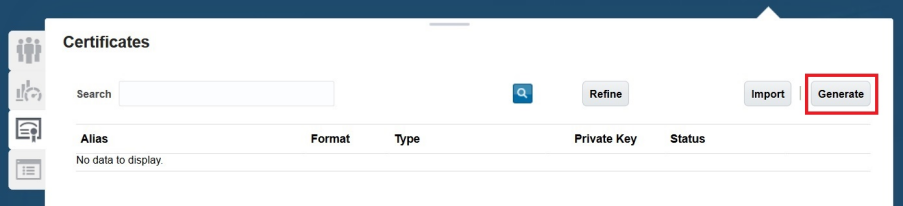 Certificates
Search Refine Import | Generate
Alias Format Type Private Key Status
No data to display.